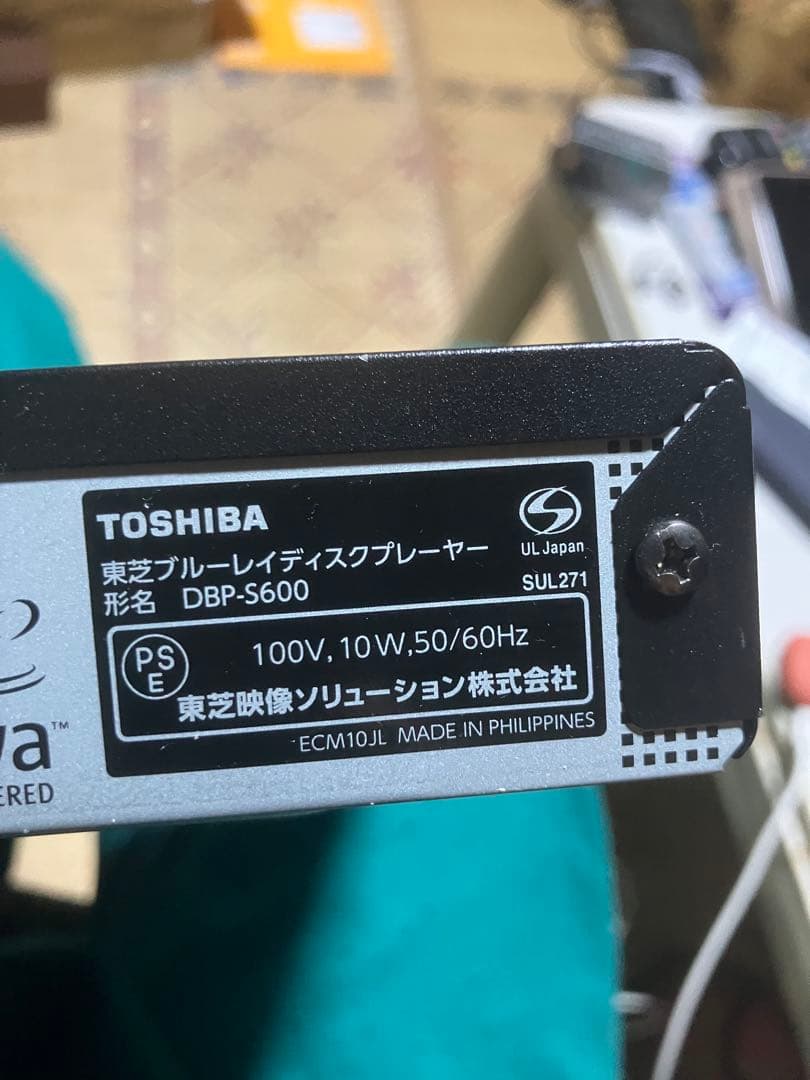 TOSHIBA
東芝ブルーレイディスクプレーヤー
形名 DBP-S600
UL Japan
SUL271
PS
E
100V, 10W, 50/60Hz
東芝映像ソリューション株式会社
ECM10JL MADE IN PHILIPPINES
va™
ERED